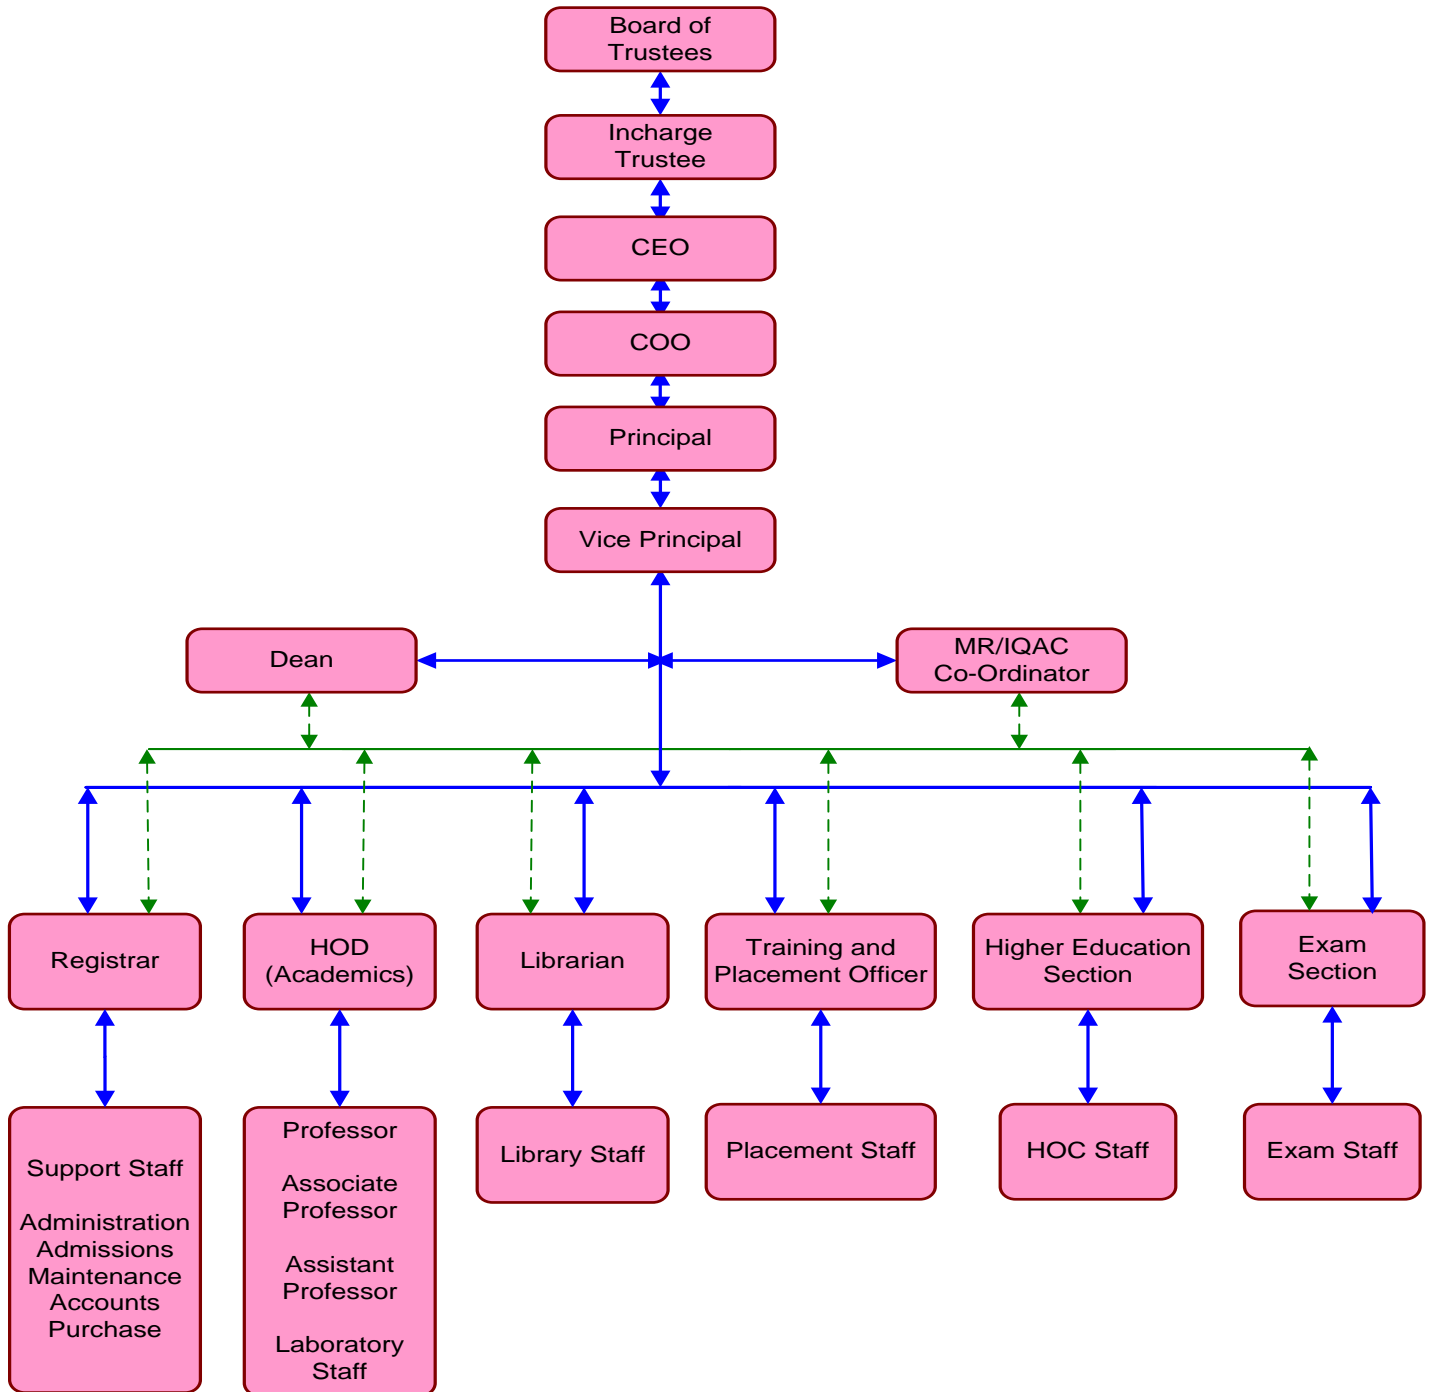 Board of
Trustees
Incharge
Trustee
CEO
COO
Principal
Vice Principal
Dean
MR/IQAC
Co-Ordinator
Registrar
HOD
(Academics)
Librarian
Training and
Placement Officer
Higher Education
Section
Exam
Section
Support Staff
Administration
Admissions
Maintenance
Accounts
Purchase
Professor
Associate
Professor
Assistant
Professor
Laboratory
Staff
Library Staff
Placement Staff
HOC Staff
Exam Staff